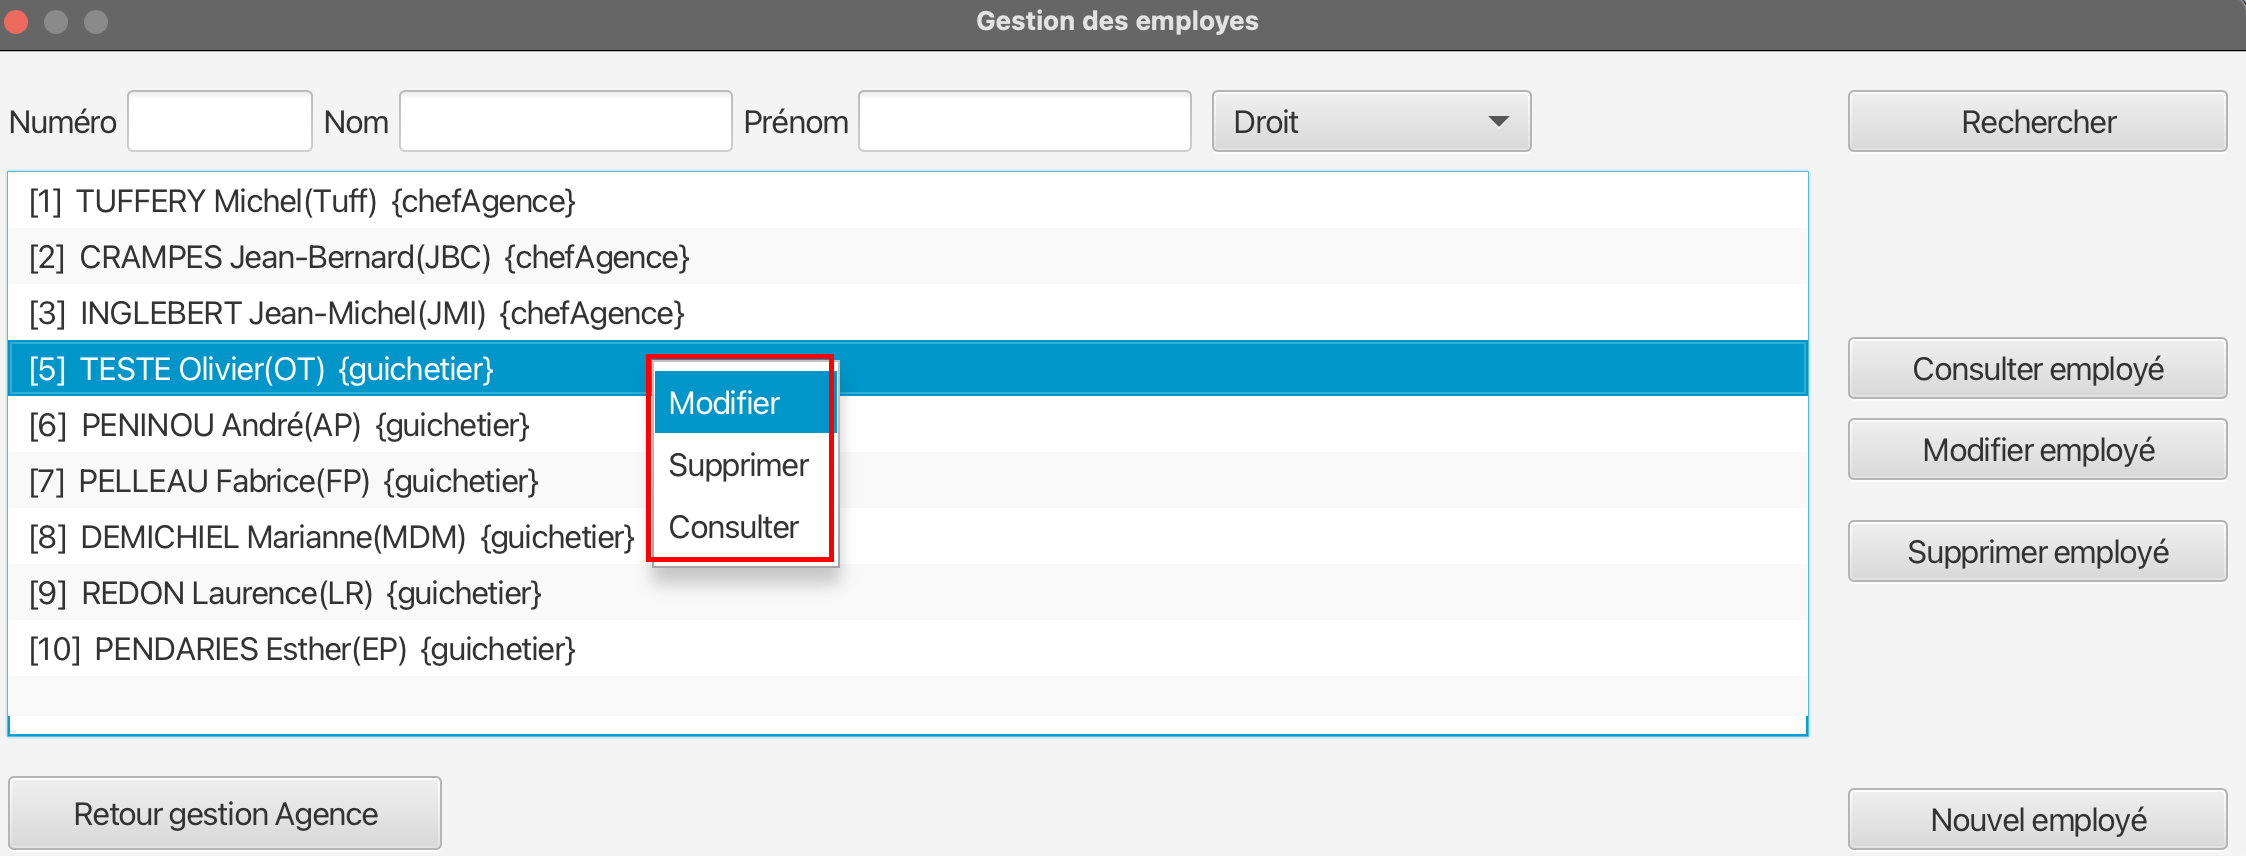 Gestion des employes
Numéro Nom Prénom Droit Rechercher
[1] TUFFERY Michel(Tuff) {chefAgence}
[2] CRAMPES Jean-Bernard(JBC) {chefAgence}
[3] INGLEBERT Jean-Michel(JMI) {chefAgence}
[5] TESTE Olivier(OT) {guichetier}
[6] PENINOU André(AP) {guichetier}
[7] PELLEAU Fabrice(FP) {guichetier}
[8] DEMICHIEL Marianne(MDM) {guichetier}
[9] REDON Laurence(LR) {guichetier}
[10] PENDARIES Esther(EP) {guichetier}
Modifier
Supprimer
Consulter
Consulter employé
Modifier employé
Supprimer employé
Retour gestion Agence
Nouvel employé